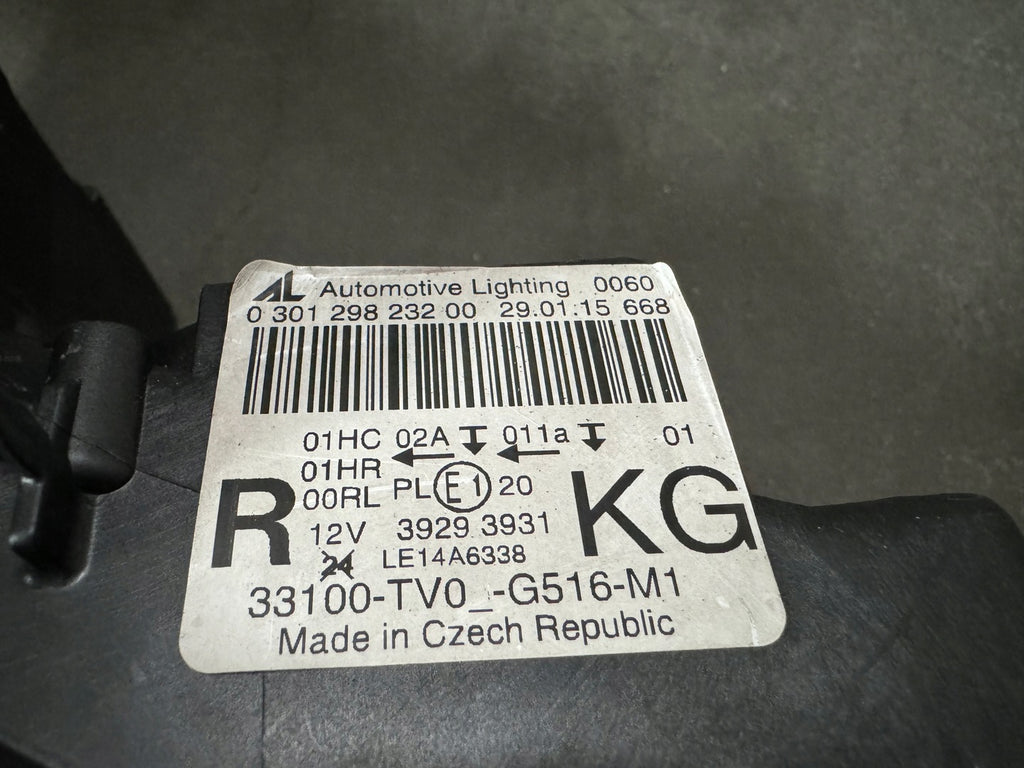 AL Automotive Lighting 0060
0 301 298 232 00 29.01.15 668
01HC 02A 011a 01
01HR
00RL PL E1 20
R KG
12V 3929 3931
24 LE14A6338
33100-TV0_-G516-M1
Made in Czech Republic